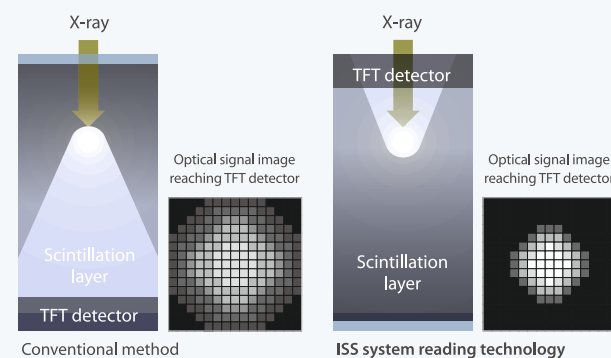 X-ray
Optical signal image
reaching TFT detector
Scintillation
layer
TFT detector
Conventional method
X-ray
TFT detector
Optical signal image
reaching TFT detector
Scintillation
layer
ISS system reading technology